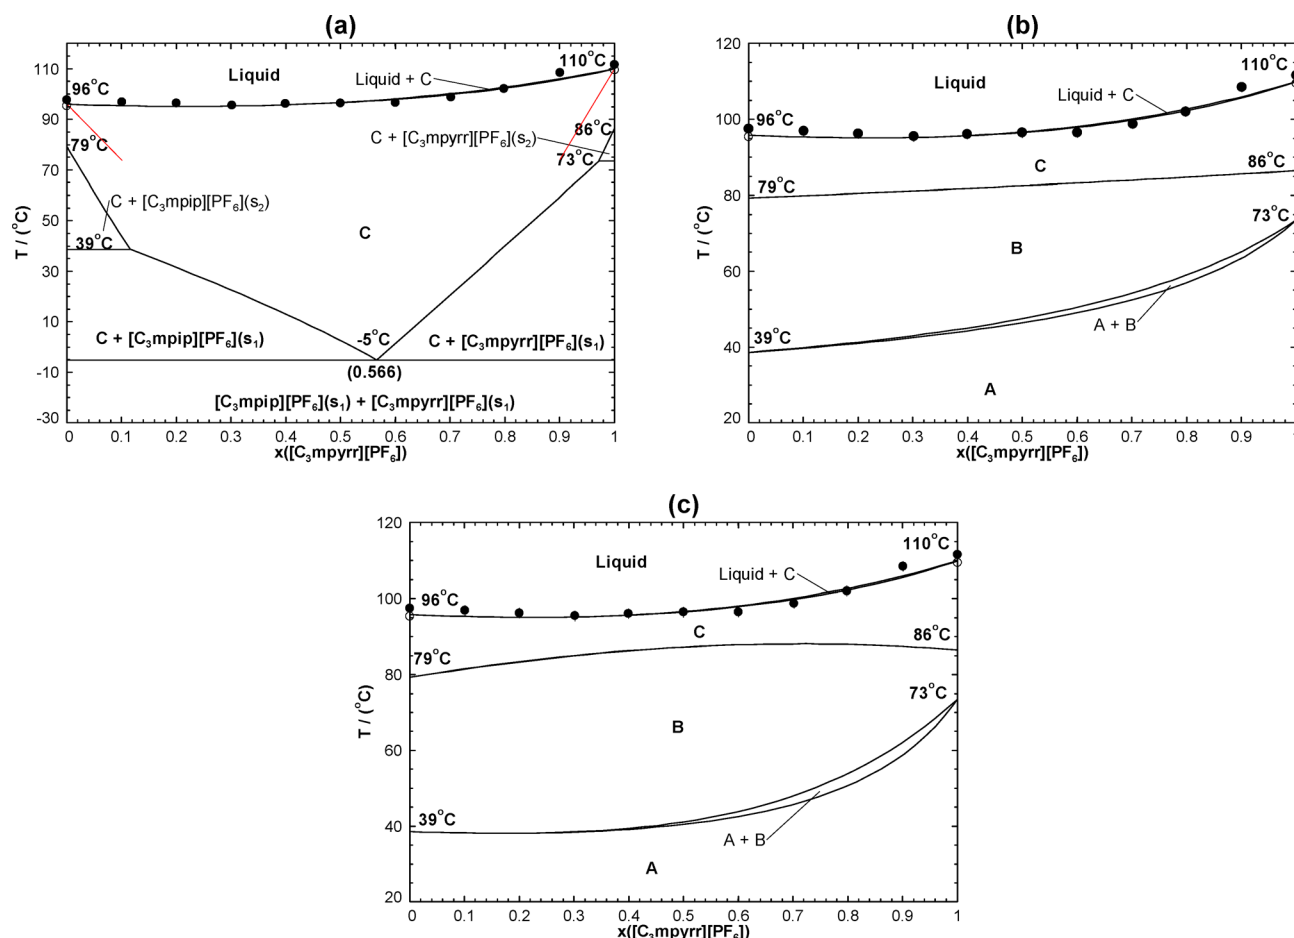 (a)
120
110
90
70
50
30
10
-10
-30
T / (°C)
96°C
Liquid
Liquid + C
110°C
79°C
86°C
C + [C₃mpyrr][PF₆](s₂)
73°C
C + [C₃mpip][PF₆](s₂)
C
39°C
C + [C₃mpip][PF₆](s₁)
-5°C
C + [C₃mpyrr][PF₆](s₁)
(0.566)
[C₃mpip][PF₆](s₁) + [C₃mpyrr][PF₆](s₁)
0 0.1 0.2 0.3 0.4 0.5 0.6 0.7 0.8 0.9 1
x([C₃mpyrr][PF₆])
(b)
120
100
80
60
40
20
T / (°C)
Liquid
110°C
Liquid + C
96°C
C
86°C
79°C
73°C
B
A + B
39°C
A
0 0.1 0.2 0.3 0.4 0.5 0.6 0.7 0.8 0.9 1
x([C₃mpyrr][PF₆])
(c)
120
100
80
60
40
20
T / (°C)
110°C
Liquid
Liquid + C
96°C
C
86°C
79°C
73°C
B
39°C
A + B
A
0 0.1 0.2 0.3 0.4 0.5 0.6 0.7 0.8 0.9 1
x([C₃mpyrr][PF₆])